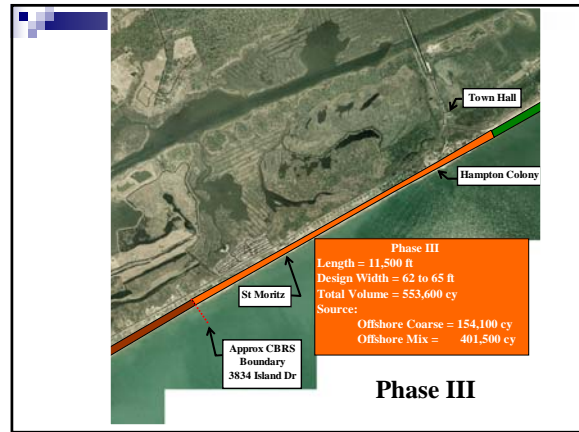 Town Hall
Hampton Colony
Phase III
Length = 11,500 ft
Design Width = 62 to 65 ft
Total Volume = 553,600 cy
Source:
Offshore Coarse = 154,100 cy
Offshore Mix = 401,500 cy
St Moritz
Approx CBRS
Boundary
3834 Island Dr
Phase III